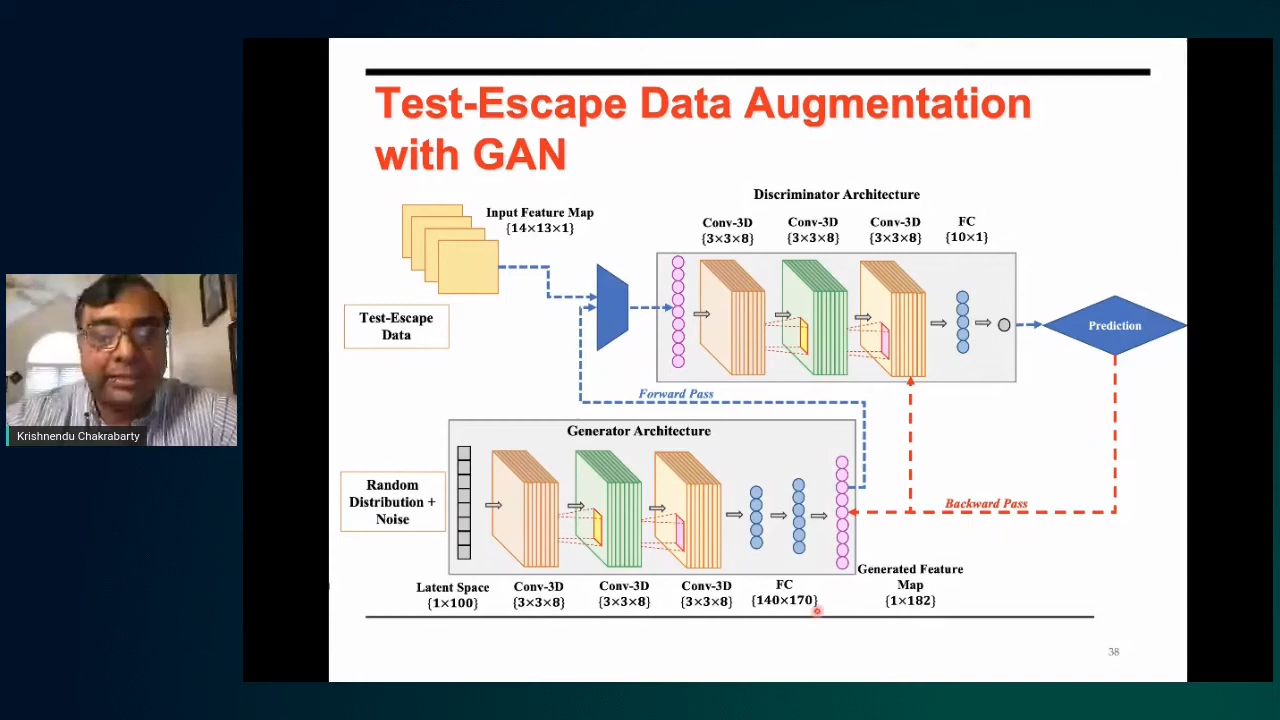 Test-Escape Data Augmentation
with GAN
Discriminator Architecture
Input Feature Map
{14×13×1}
Conv-3D
{3×3×8}
Conv-3D
{3×3×8}
Conv-3D
{3×3×8}
FC
{10×1}
Test-Escape
Data
Prediction
Forward Pass
Generator Architecture
Krishnendu Chakrabarty
Random
Distribution +
Noise
Backward Pass
Latent Space
{1×100}
Conv-3D
{3×3×8}
Conv-3D
{3×3×8}
Conv-3D
{3×3×8}
FC
{140×170}
Generated Feature
Map
{1×182}
38